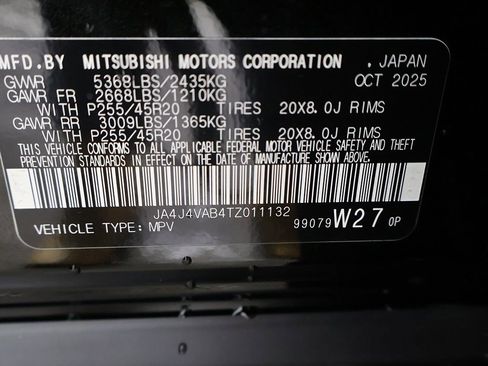 MFD.BY MITSUBISHI MOTORS CORPORATION . JAPAN
GVWR 5368LBS/2435KG OCT 2025
GAWR FR 2668LBS/1210KG
WITH P255/45R20 TIRES 20X8.0J RIMS
GAWR RR 3009LBS/1365KG
WITH P255/45R20 TIRES 20X8.0J RIMS
THIS VEHICLE CONFORMS TO ALL APPLICABLE FEDERAL MOTOR VEHICLE SAFETY AND THEFT
PREVENTION STANDARDS IN EFFECT ON THE DATE OF MANUFACTURE SHOWN ABOVE.
JA4J4VAB4TZ011132
VEHICLE TYPE: MPV 99079 W27 0P